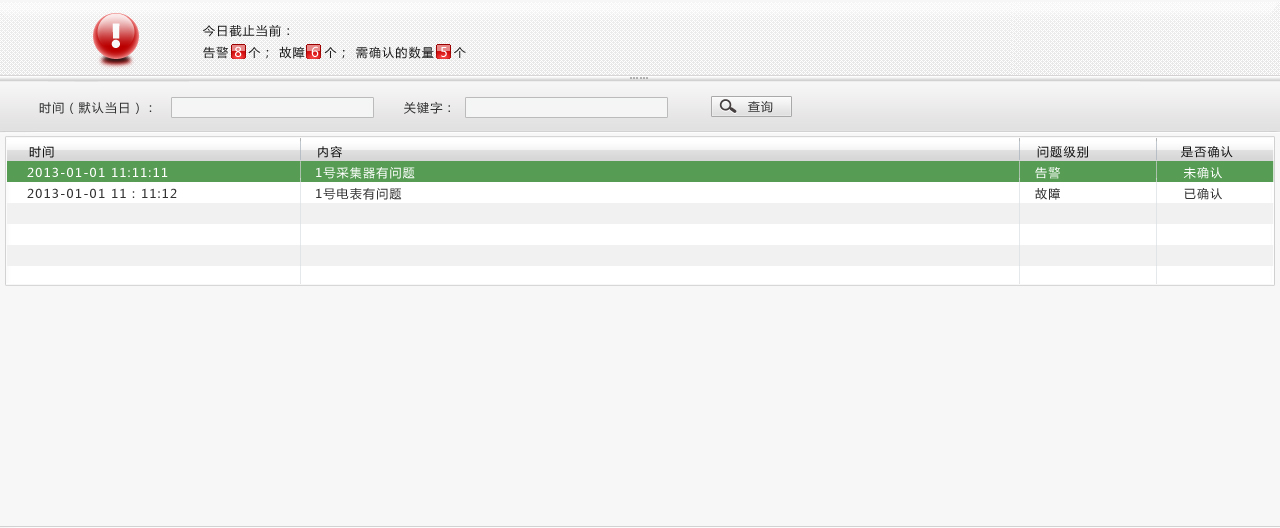 今日截止当前：
告警8个； 故障6个； 需确认的数量5个
时间（默认当日）： 关键字： 查询
时间 内容 问题级别 是否确认
2013-01-01 11:11:11 1号采集器有问题 告警 未确认
2013-01-01 11：11:12 1号电表有问题 故障 已确认